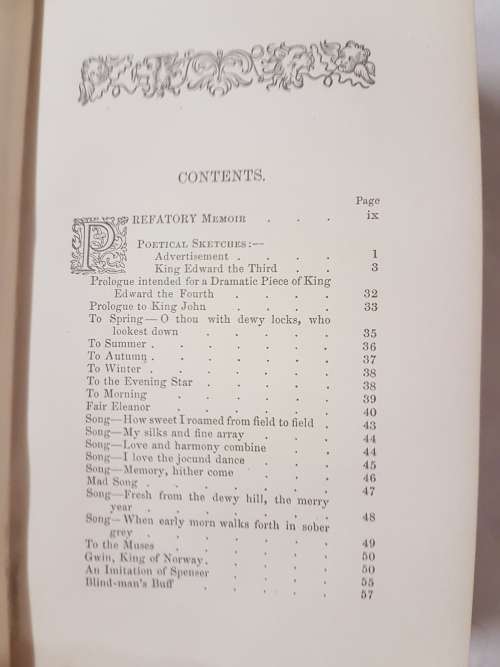 CONTENTS.
Page
PREFATORY MEMOIR . . . ix
POETICAL SKETCHES:—
Advertisement . . . . 1
King Edward the Third . . 3
Prologue intended for a Dramatic Piece of King
Edward the Fourth . . . . 32
Prologue to King John . . . . 33
To Spring—O thou with dewy locks, who
lookest down . . . . . 35
To Summer . . . . . . 36
To Autumn . . . . . . 37
To Winter . . . . . . 38
To the Evening Star . . . . 38
To Morning . . . . . 39
Fair Eleanor . . . . . 40
Song—How sweet I roamed from field to field . 43
Song—My silks and fine array . . . 44
Song—Love and harmony combine . . 44
Song—I love the jocund dance . . . 45
Song—Memory, hither come . . . 46
Mad Song . . . . . . 47
Song—Fresh from the dewy hill, the merry
year . . . . . . 48
Song—When early morn walks forth in sober
grey . . . . . . 49
To the Muses . . . . . 50
Gwin, King of Norway . . . . 50
An Imitation of Spenser . . . . 55
Blind-man's Buff . . . . . 57